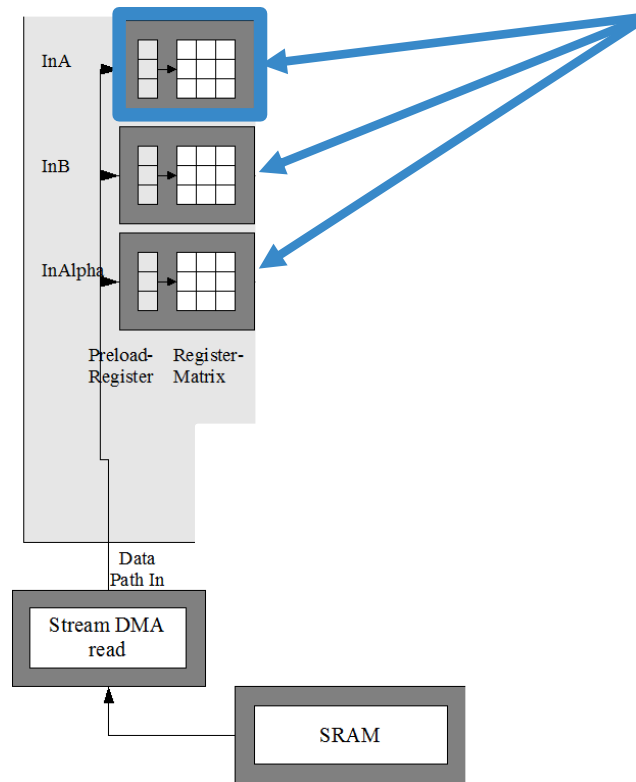 InA
InB
InAlpha
Preload-
Register
Register-
Matrix
Data
Path In
Stream DMA
read
SRAM